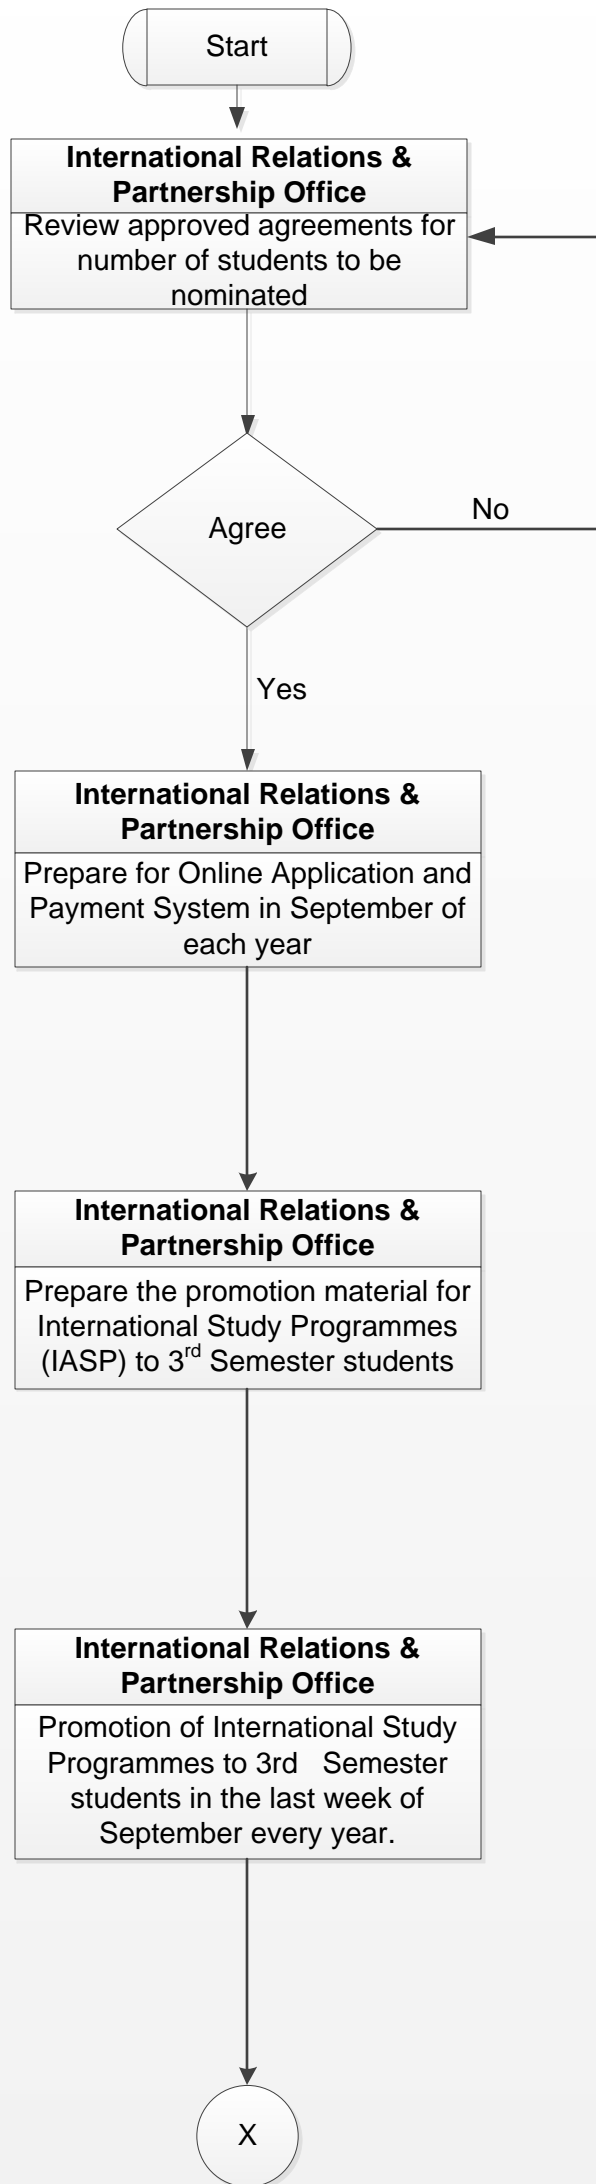 Start
International Relations &
Partnership Office
Review approved agreements for
number of students to be
nominated
Agree
No
Yes
International Relations &
Partnership Office
Prepare for Online Application and
Payment System in September of
each year
International Relations &
Partnership Office
Prepare the promotion material for
International Study Programmes
(IASP) to 3rd Semester students
International Relations &
Partnership Office
Promotion of International Study
Programmes to 3rd Semester
students in the last week of
September every year.
X